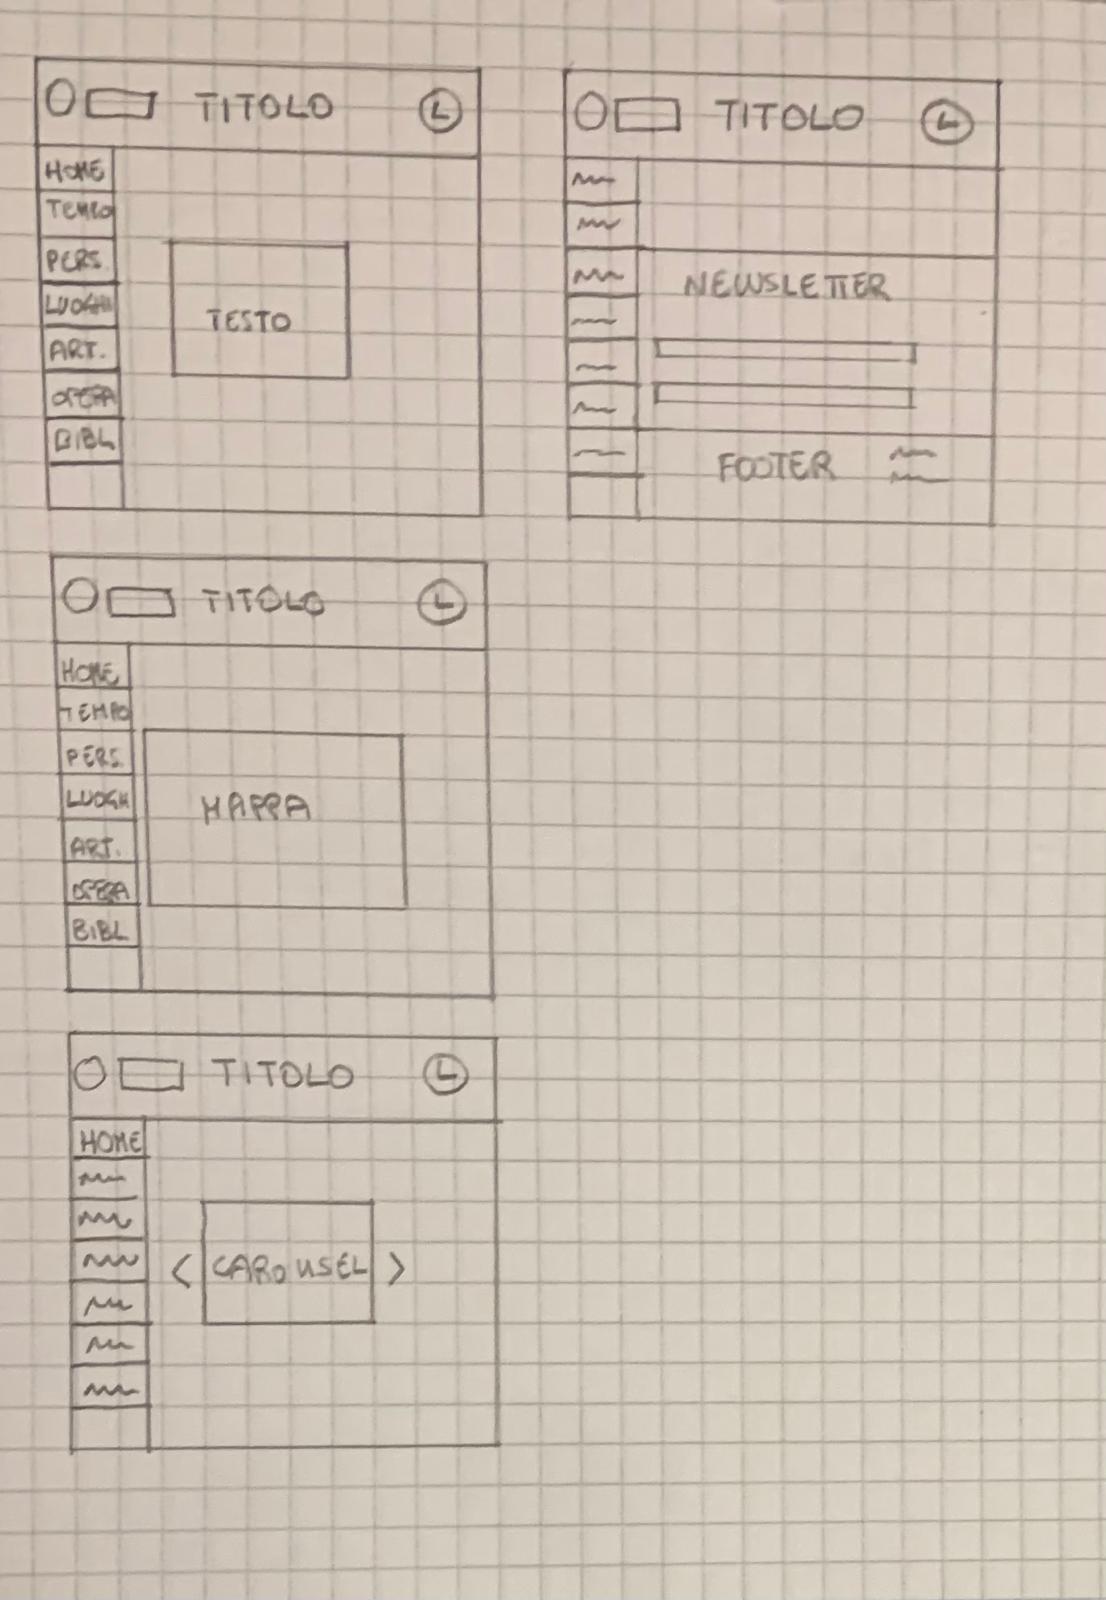 TITOLO L
HOME
TEMPO
PERS.
LUOGHI
ART.
OPERA
BIBL
TESTO
TITOLO L
NEWSLETTER
FOOTER
TITOLO L
HOME
TEMPO
PERS.
LUOGH
ART.
OPERA
BIBL
MAPPA
TITOLO L
HOME
< CAROUSEL >